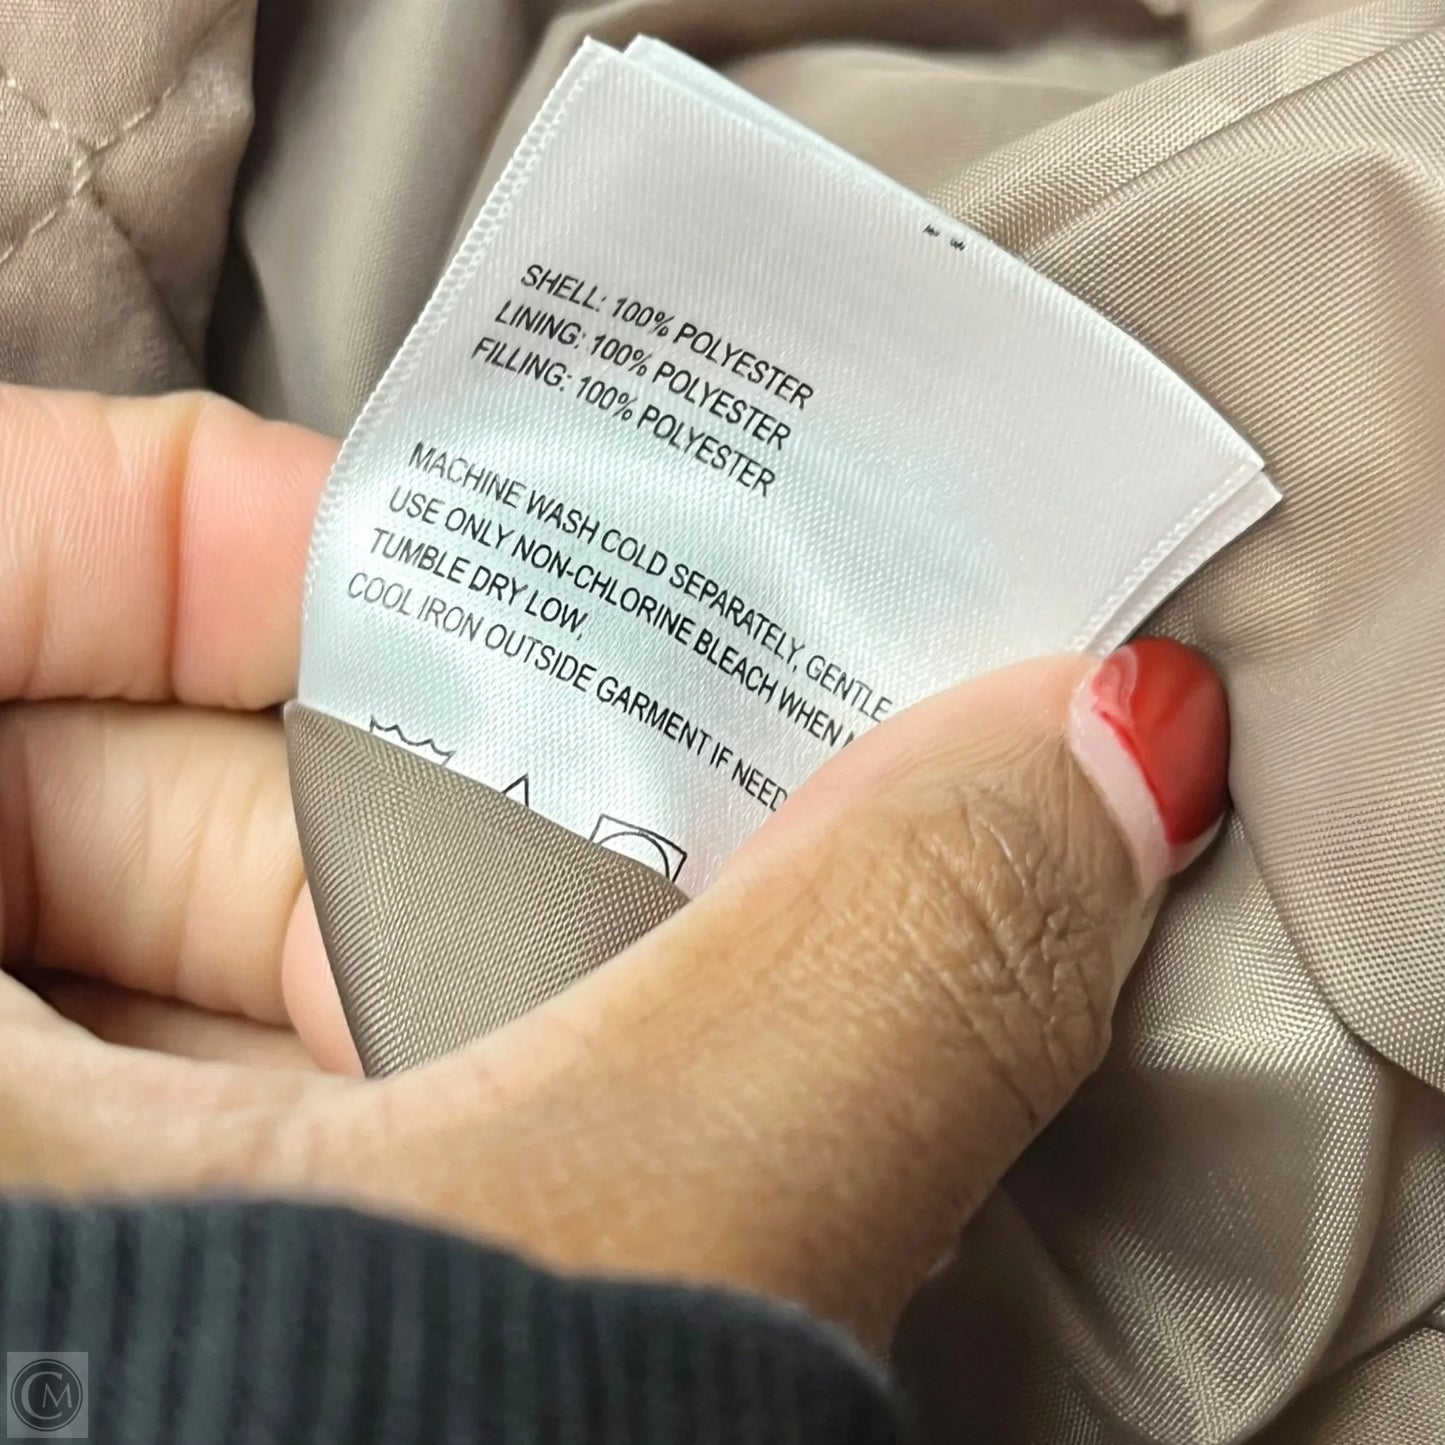 SHELL: 100% POLYESTER
LINING: 100% POLYESTER
FILLING: 100% POLYESTER
MACHINE WASH COLD SEPARATELY, GENTLE
USE ONLY NON-CHLORINE BLEACH WHEN
TUMBLE DRY LOW,
COOL IRON OUTSIDE GARMENT IF NEED
CM